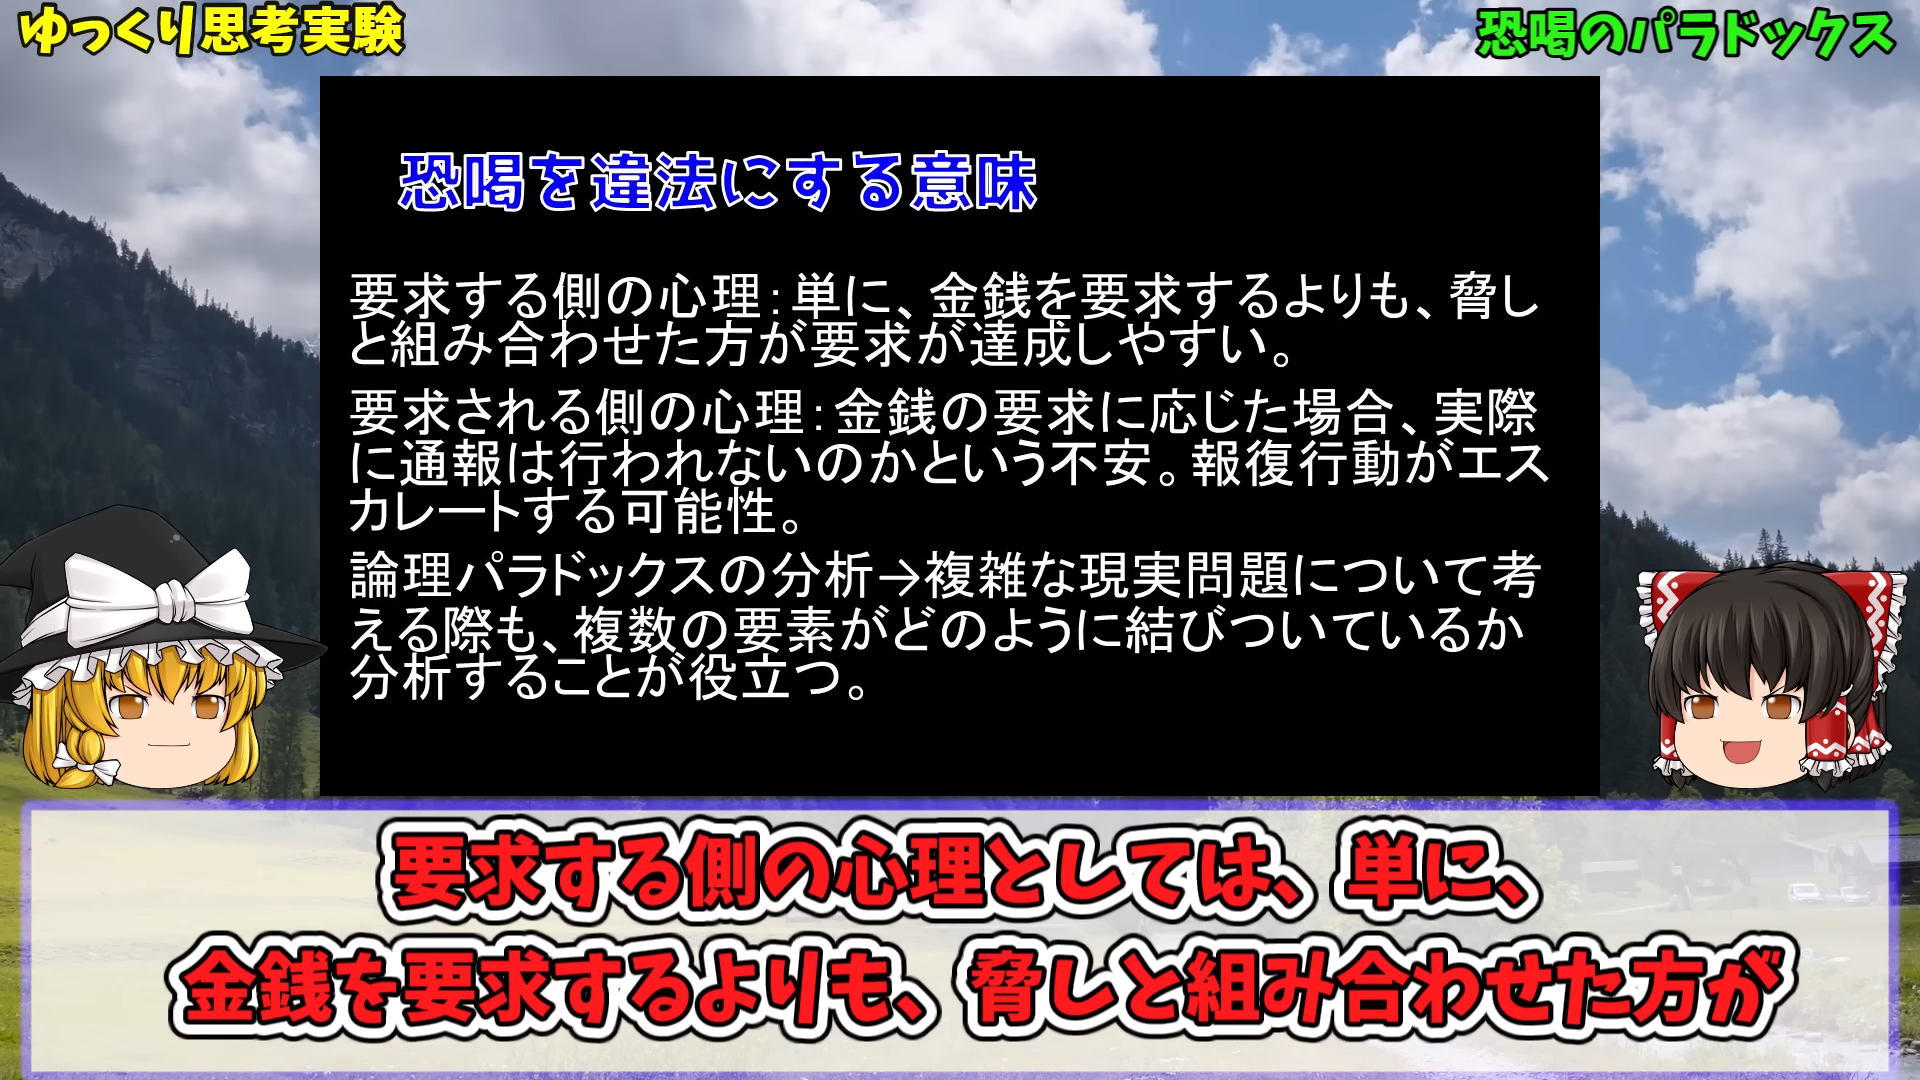 ゆっくり思考実験
恐喝のパラドックス
恐喝を違法にする意味
要求する側の心理：単に、金銭を要求するよりも、脅し
と組み合わせた方が要求が達成しやすい。
要求される側の心理：金銭の要求に応じた場合、実際
に通報は行われないのかという不安。報復行動がエス
カレートする可能性。
論理パラドックスの分析→複雑な現実問題について考
える際も、複数の要素がどのように結びついているか
分析することが役立つ。
要求する側の心理としては、単に、
金銭を要求するよりも、脅しと組み合わせた方が